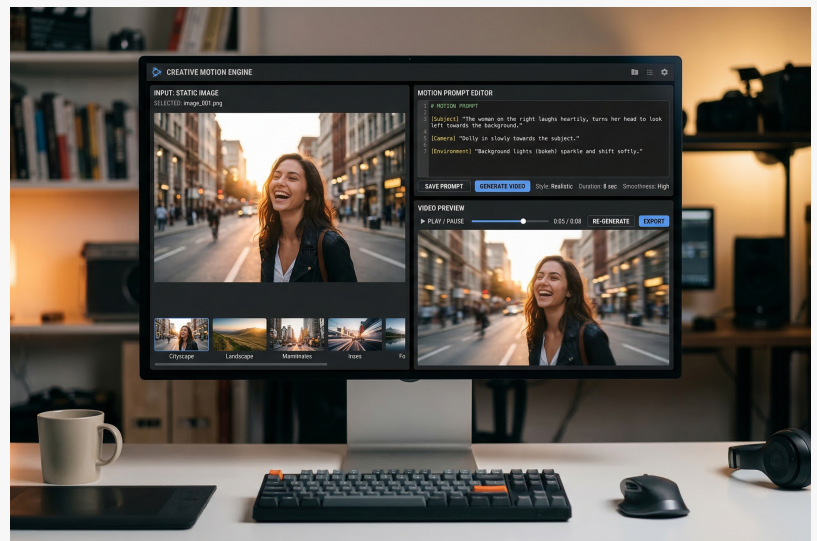 CREATIVE MOTION ENGINE
INPUT: STATIC IMAGE
SELECTED: image_001.png
Cityscape
Landscape
Maminates
Inses
Fo
MOTION PROMPT EDITOR
1 # MOTION PROMPT
2
3 [Subject] "The woman on the right laughs heartily, turns her head to look
left towards the background."
4
5 [Camera] "Dolly in slowly towards the subject."
6
7 [Environment] "Background lights (bokeh) sparkle and shift softly."
SAVE PROMPT GENERATE VIDEO Style: Realistic Duration: 8 sec Smoothness: High
VIDEO PREVIEW
PLAY / PAUSE 0:05 / 0:08 RE-GENERATE EXPORT